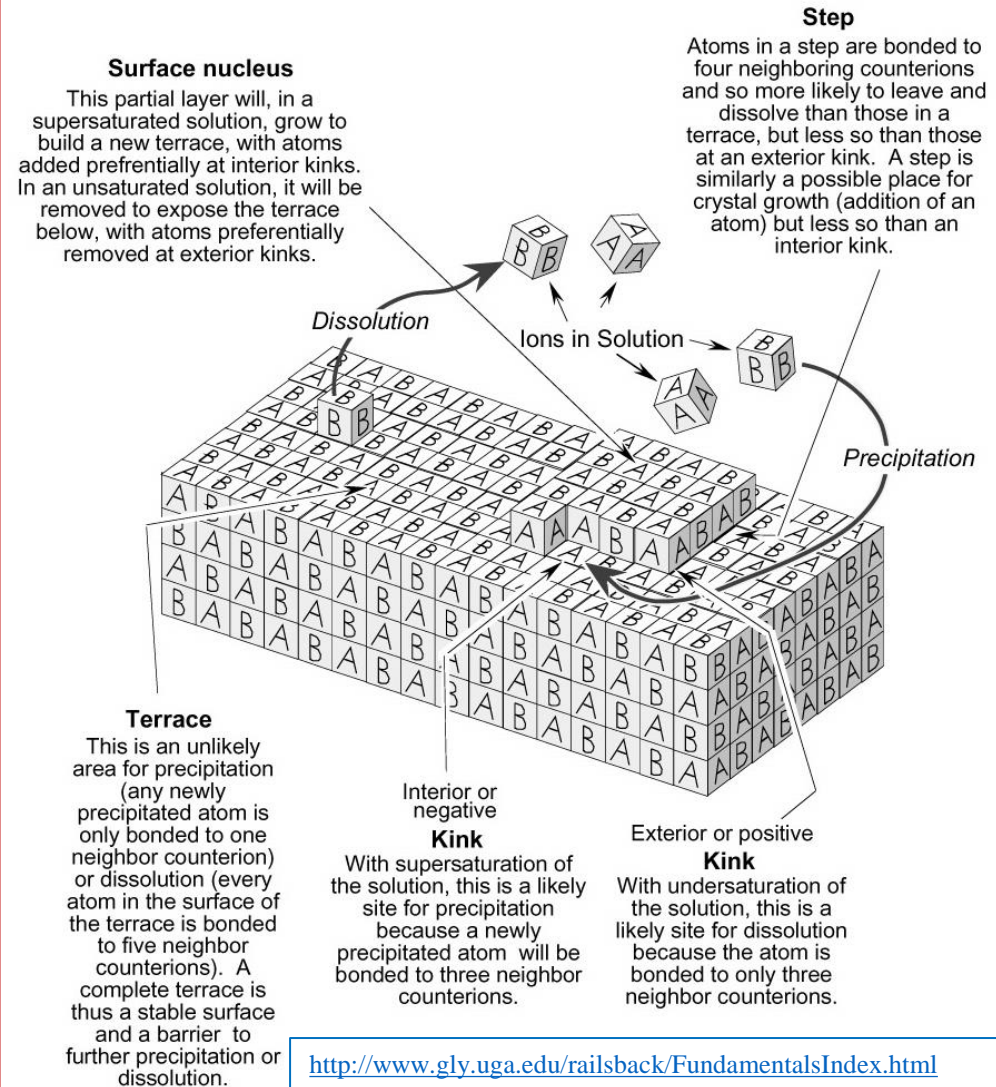 Surface nucleus
This partial layer will, in a
supersaturated solution, grow to
build a new terrace, with atoms
added prefrentially at interior kinks.
In an unsaturated solution, it will be
removed to expose the terrace
below, with atoms preferentially
removed at exterior kinks.
Step
Atoms in a step are bonded to
four neighboring counterions
and so more likely to leave and
dissolve than those in a
terrace, but less so than those
at an exterior kink. A step is
similarly a possible place for
crystal growth (addition of an
atom) but less so than an
interior kink.
Dissolution
Ions in Solution
Precipitation
B
B B
A
A A
B
B B
A
A A
Terrace
This is an unlikely
area for precipitation
(any newly
precipitated atom is
only bonded to one
neighbor counterion)
or dissolution (every
atom in the surface of
the terrace is bonded
to five neighbor
counterions). A
complete terrace is
thus a stable surface
and a barrier to
further precipitation or
dissolution.
Interior or
negative
Kink
With supersaturation of
the solution, this is a likely
site for precipitation
because a newly
precipitated atom will be
bonded to three neighbor
counterions.
Exterior or positive
Kink
With undersaturation of
the solution, this is a
likely site for dissolution
because the atom is
bonded to only three
neighbor counterions.
http://www.gly.uga.edu/railsback/FundamentalsIndex.html